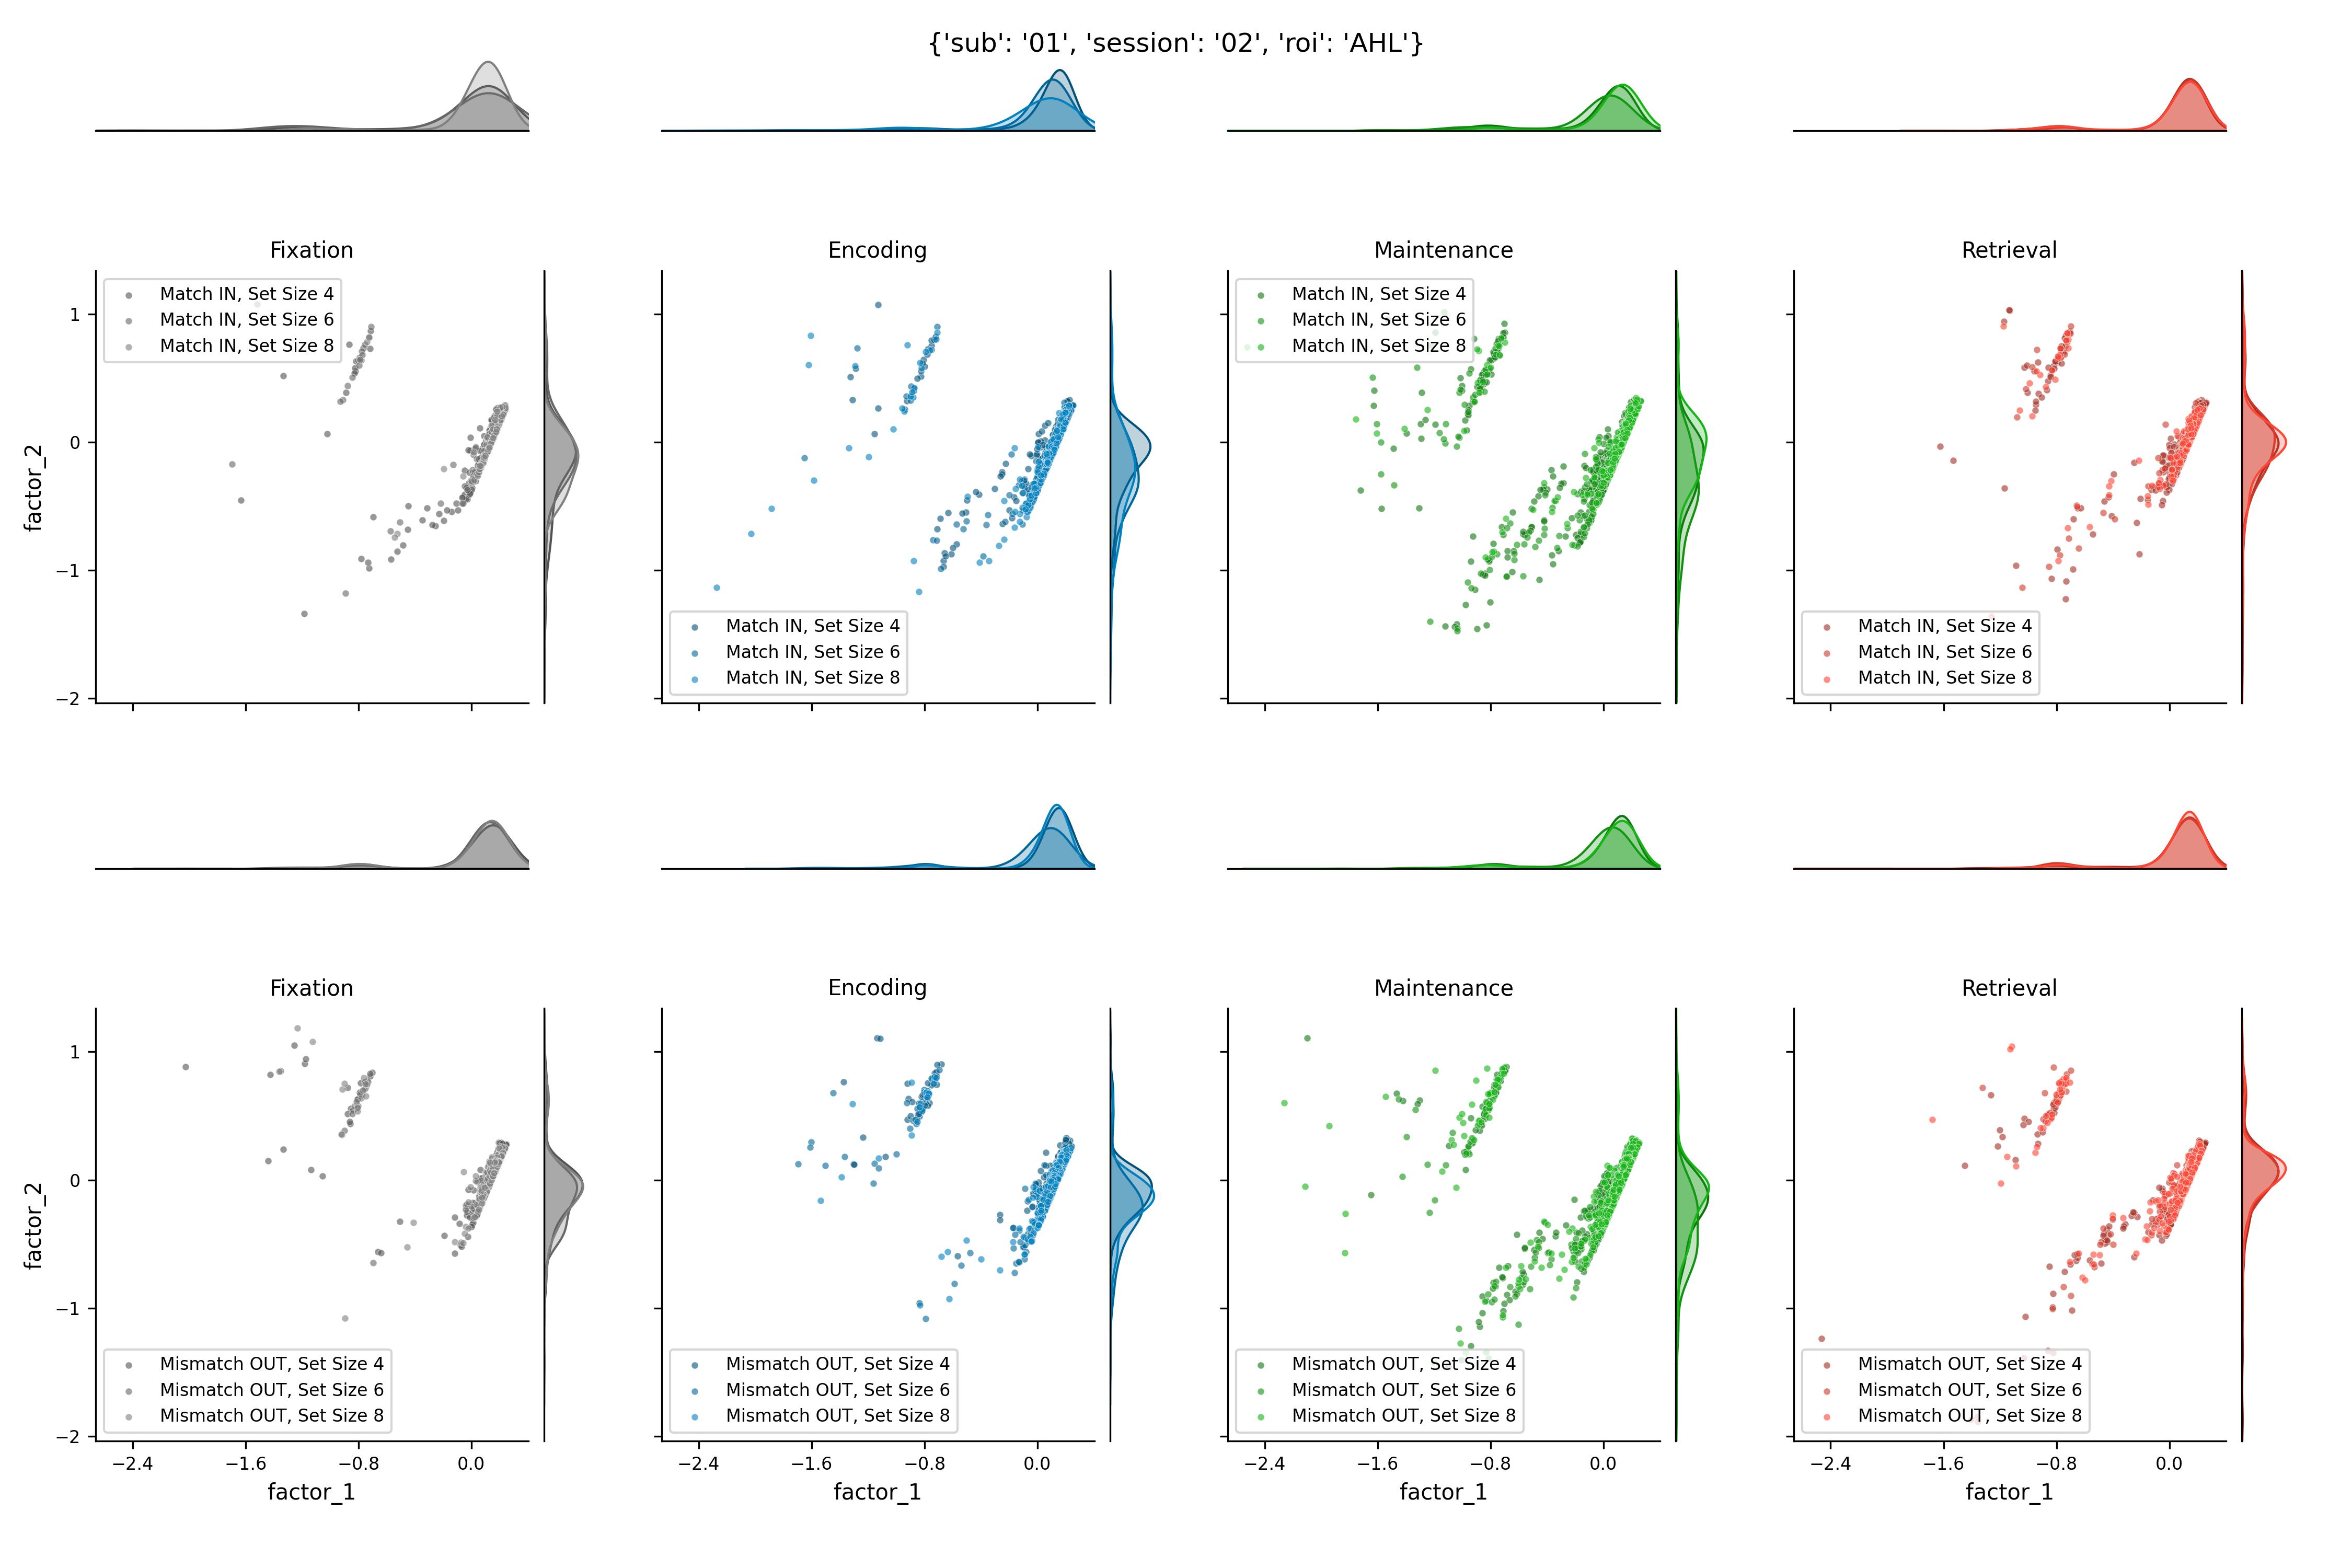 {'sub': '01', 'session': '02', 'roi': 'AHL'}
Fixation
Encoding
Maintenance
Retrieval
factor_2
1
0
−1
−2
Match IN, Set Size 4
Match IN, Set Size 6
Match IN, Set Size 8
Match IN, Set Size 4
Match IN, Set Size 6
Match IN, Set Size 8
Match IN, Set Size 4
Match IN, Set Size 6
Match IN, Set Size 8
Match IN, Set Size 4
Match IN, Set Size 6
Match IN, Set Size 8
Fixation
Encoding
Maintenance
Retrieval
factor_2
1
0
−1
−2
Mismatch OUT, Set Size 4
Mismatch OUT, Set Size 6
Mismatch OUT, Set Size 8
Mismatch OUT, Set Size 4
Mismatch OUT, Set Size 6
Mismatch OUT, Set Size 8
Mismatch OUT, Set Size 4
Mismatch OUT, Set Size 6
Mismatch OUT, Set Size 8
Mismatch OUT, Set Size 4
Mismatch OUT, Set Size 6
Mismatch OUT, Set Size 8
−2.4 −1.6 −0.8 0.0
−2.4 −1.6 −0.8 0.0
−2.4 −1.6 −0.8 0.0
−2.4 −1.6 −0.8 0.0
factor_1
factor_1
factor_1
factor_1